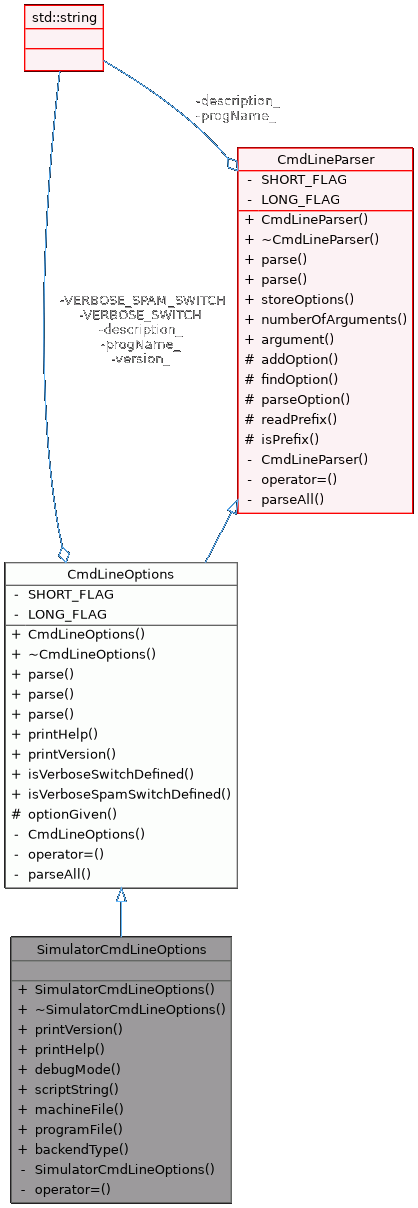 std::string
-description_
-progName_
CmdLineParser
- SHORT_FLAG
- LONG_FLAG
+ CmdLineParser()
+ ~CmdLineParser()
+ parse()
+ parse()
+ storeOptions()
+ numberOfArguments()
+ argument()
# addOption()
# findOption()
# parseOption()
# readPrefix()
# isPrefix()
- CmdLineParser()
- operator=()
- parseAll()
-VERBOSE_SPAM_SWITCH
-VERBOSE_SWITCH
-description_
-progName_
-version_
CmdLineOptions
- SHORT_FLAG
- LONG_FLAG
+ CmdLineOptions()
+ ~CmdLineOptions()
+ parse()
+ parse()
+ parse()
+ printHelp()
+ printVersion()
+ isVerboseSwitchDefined()
+ isVerboseSpamSwitchDefined()
# optionGiven()
- CmdLineOptions()
- operator=()
- parseAll()
SimulatorCmdLineOptions
+ SimulatorCmdLineOptions()
+ ~SimulatorCmdLineOptions()
+ printVersion()
+ printHelp()
+ debugMode()
+ scriptString()
+ machineFile()
+ programFile()
+ backendType()
- SimulatorCmdLineOptions()
- operator=()